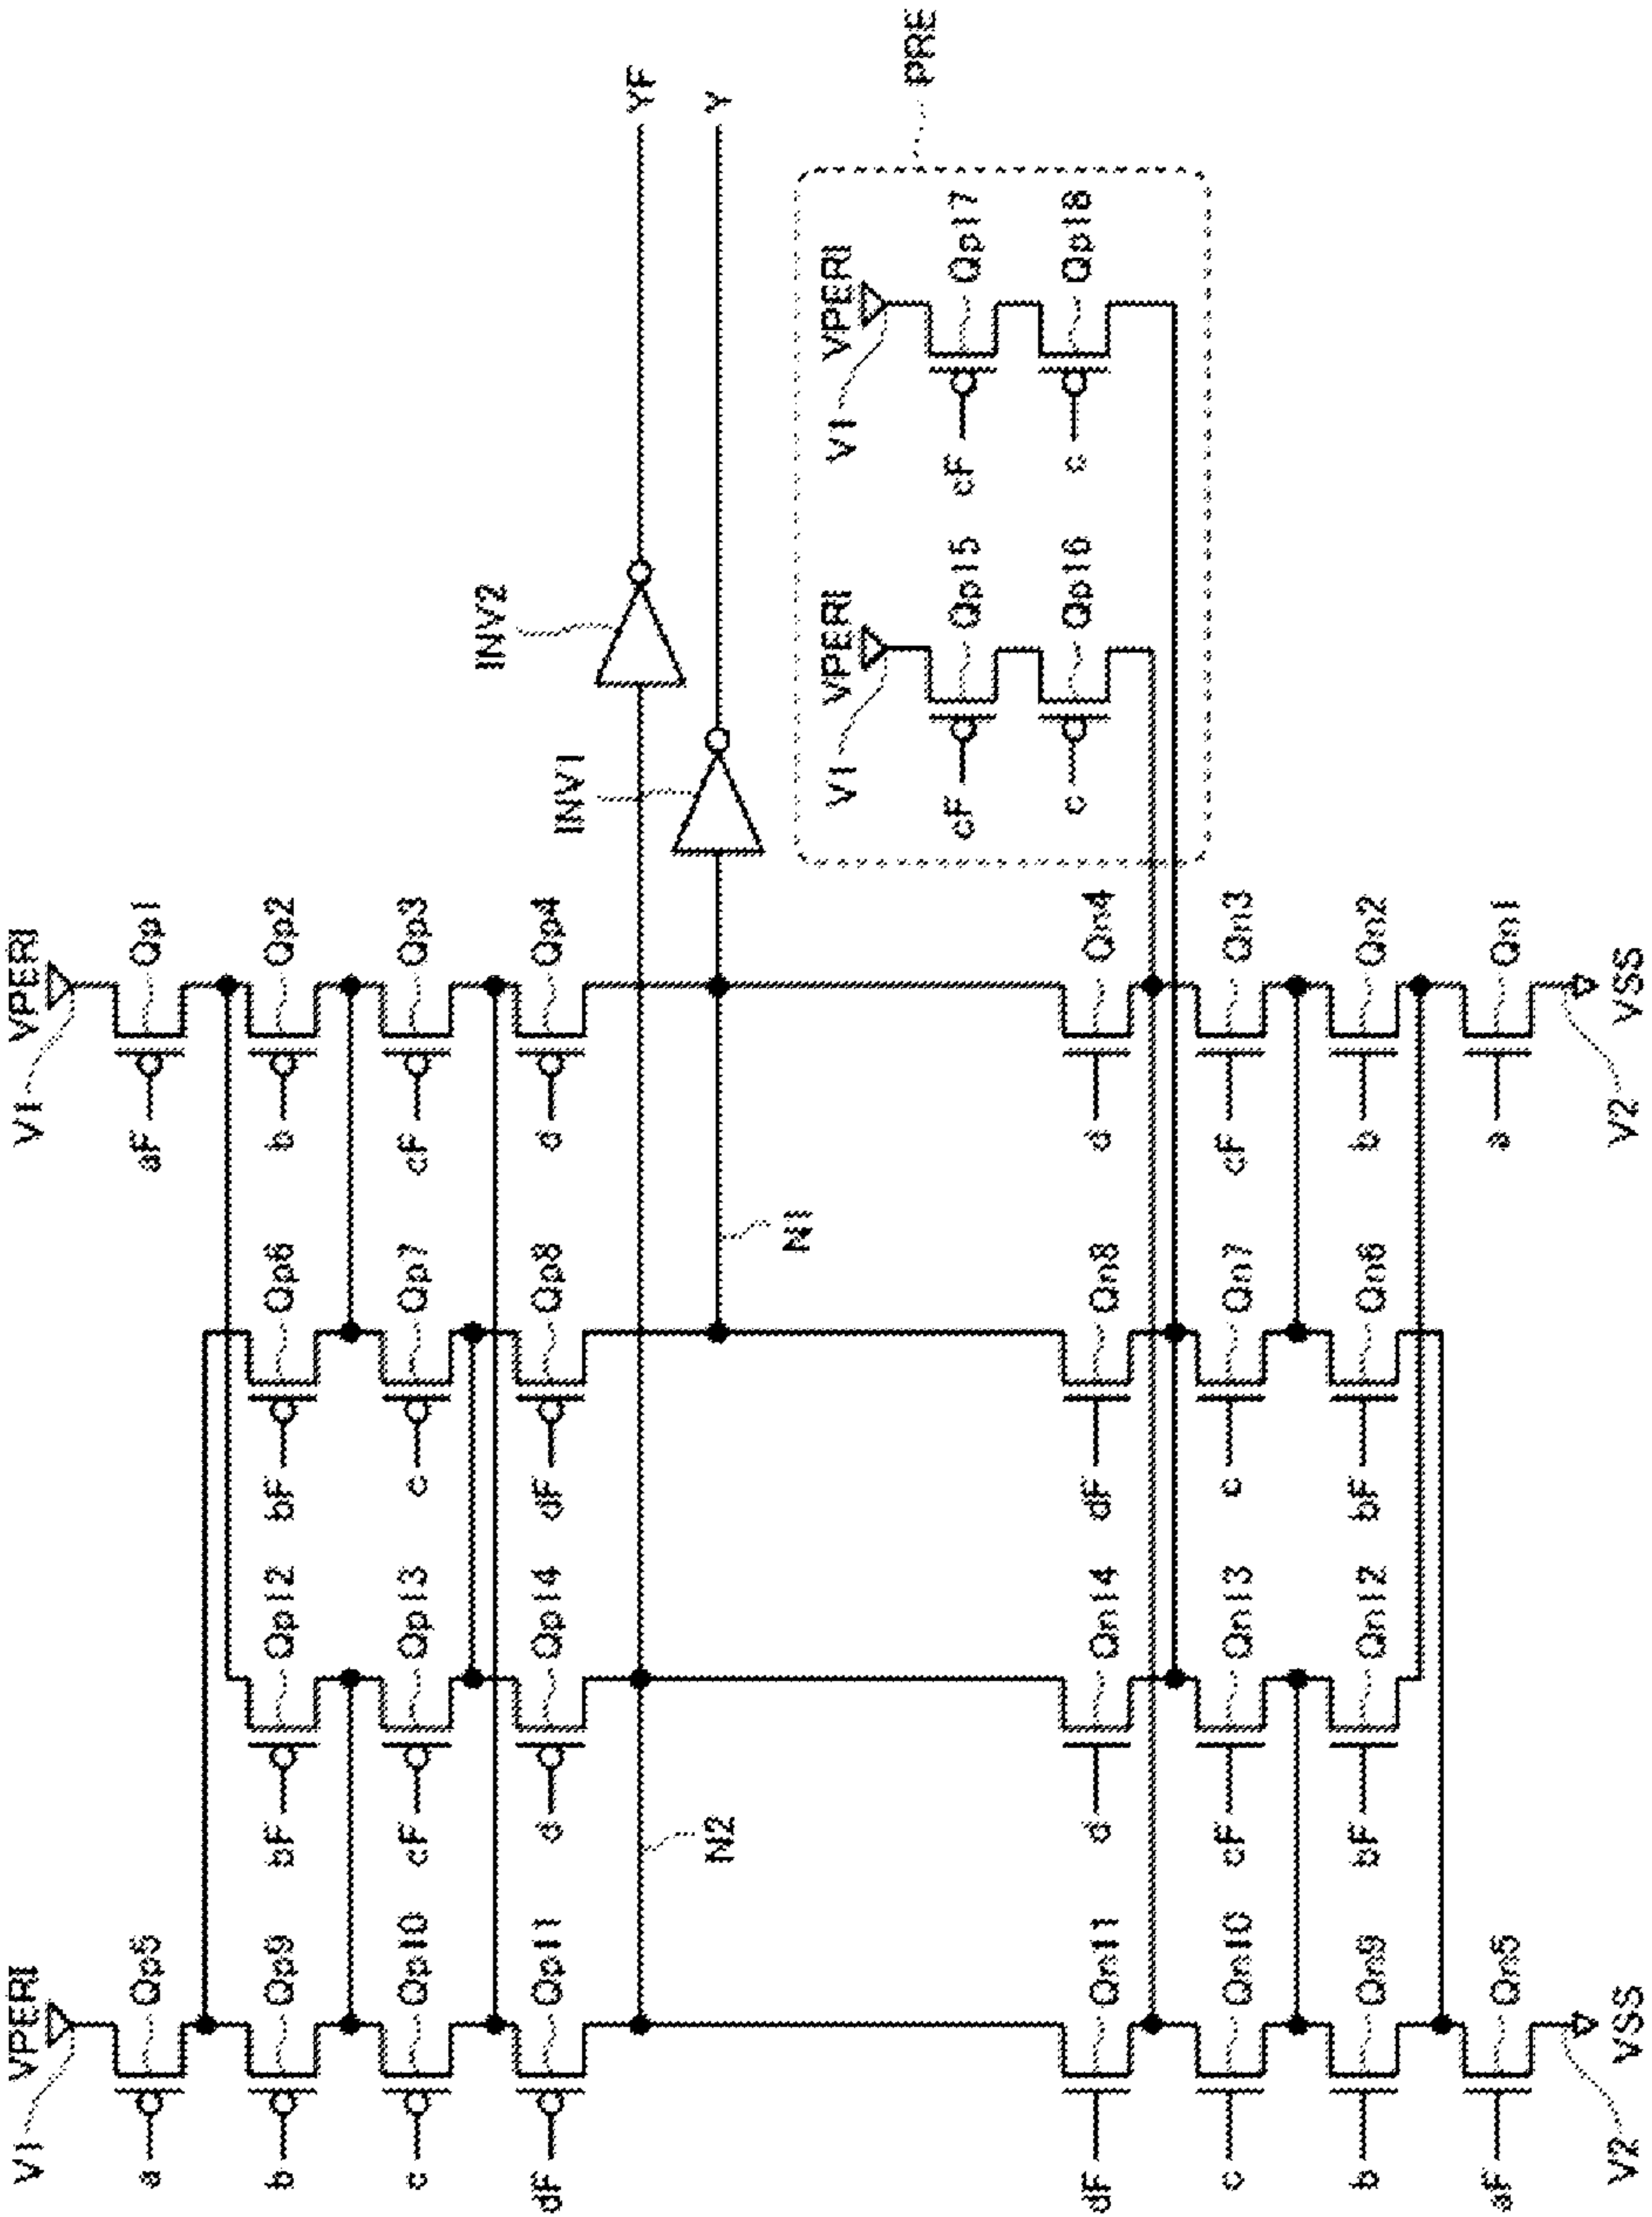 V1 VPERI V1 VPERI
a Qp5 aF Qp1
b Qp9 bF Qp12 bF Qp6 b Qp2
c Qp10 cF Qp13 c Qp7 cF Qp3
INV2
dF Qp11 d Qp14 dF Qp8 d Qp4
INV1
YF
N2 Y
N1
V1 VPERI V1 VPERI
PRE
cF Qp15 cF Qp17
c Qp16 c Qp18
dF Qn11 d Qn14 dF Qn8 d Qn4
c Qn10 cF Qn13 c Qn7 cF Qn3
b Qn9 bF Qn12 bF Qn6 b Qn2
aF Qn5 a Qn1
V2 VSS V2 VSS